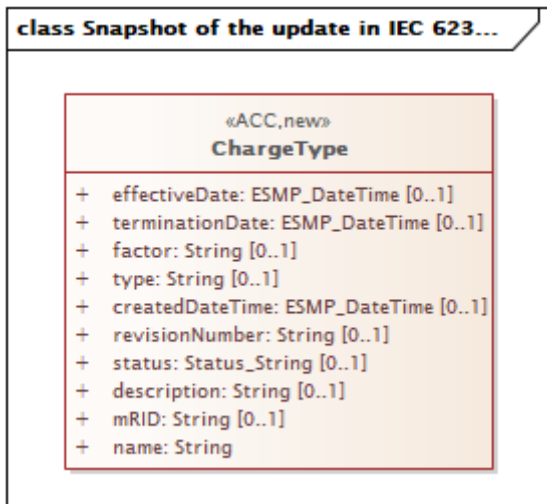 class Snapshot of the update in IEC 623...
«ACC,new»
ChargeType
+ effectiveDate: ESMP_DateTime [0..1]
+ terminationDate: ESMP_DateTime [0..1]
+ factor: String [0..1]
+ type: String [0..1]
+ createdDateTime: ESMP_DateTime [0..1]
+ revisionNumber: String [0..1]
+ status: Status_String [0..1]
+ description: String [0..1]
+ mRID: String [0..1]
+ name: String